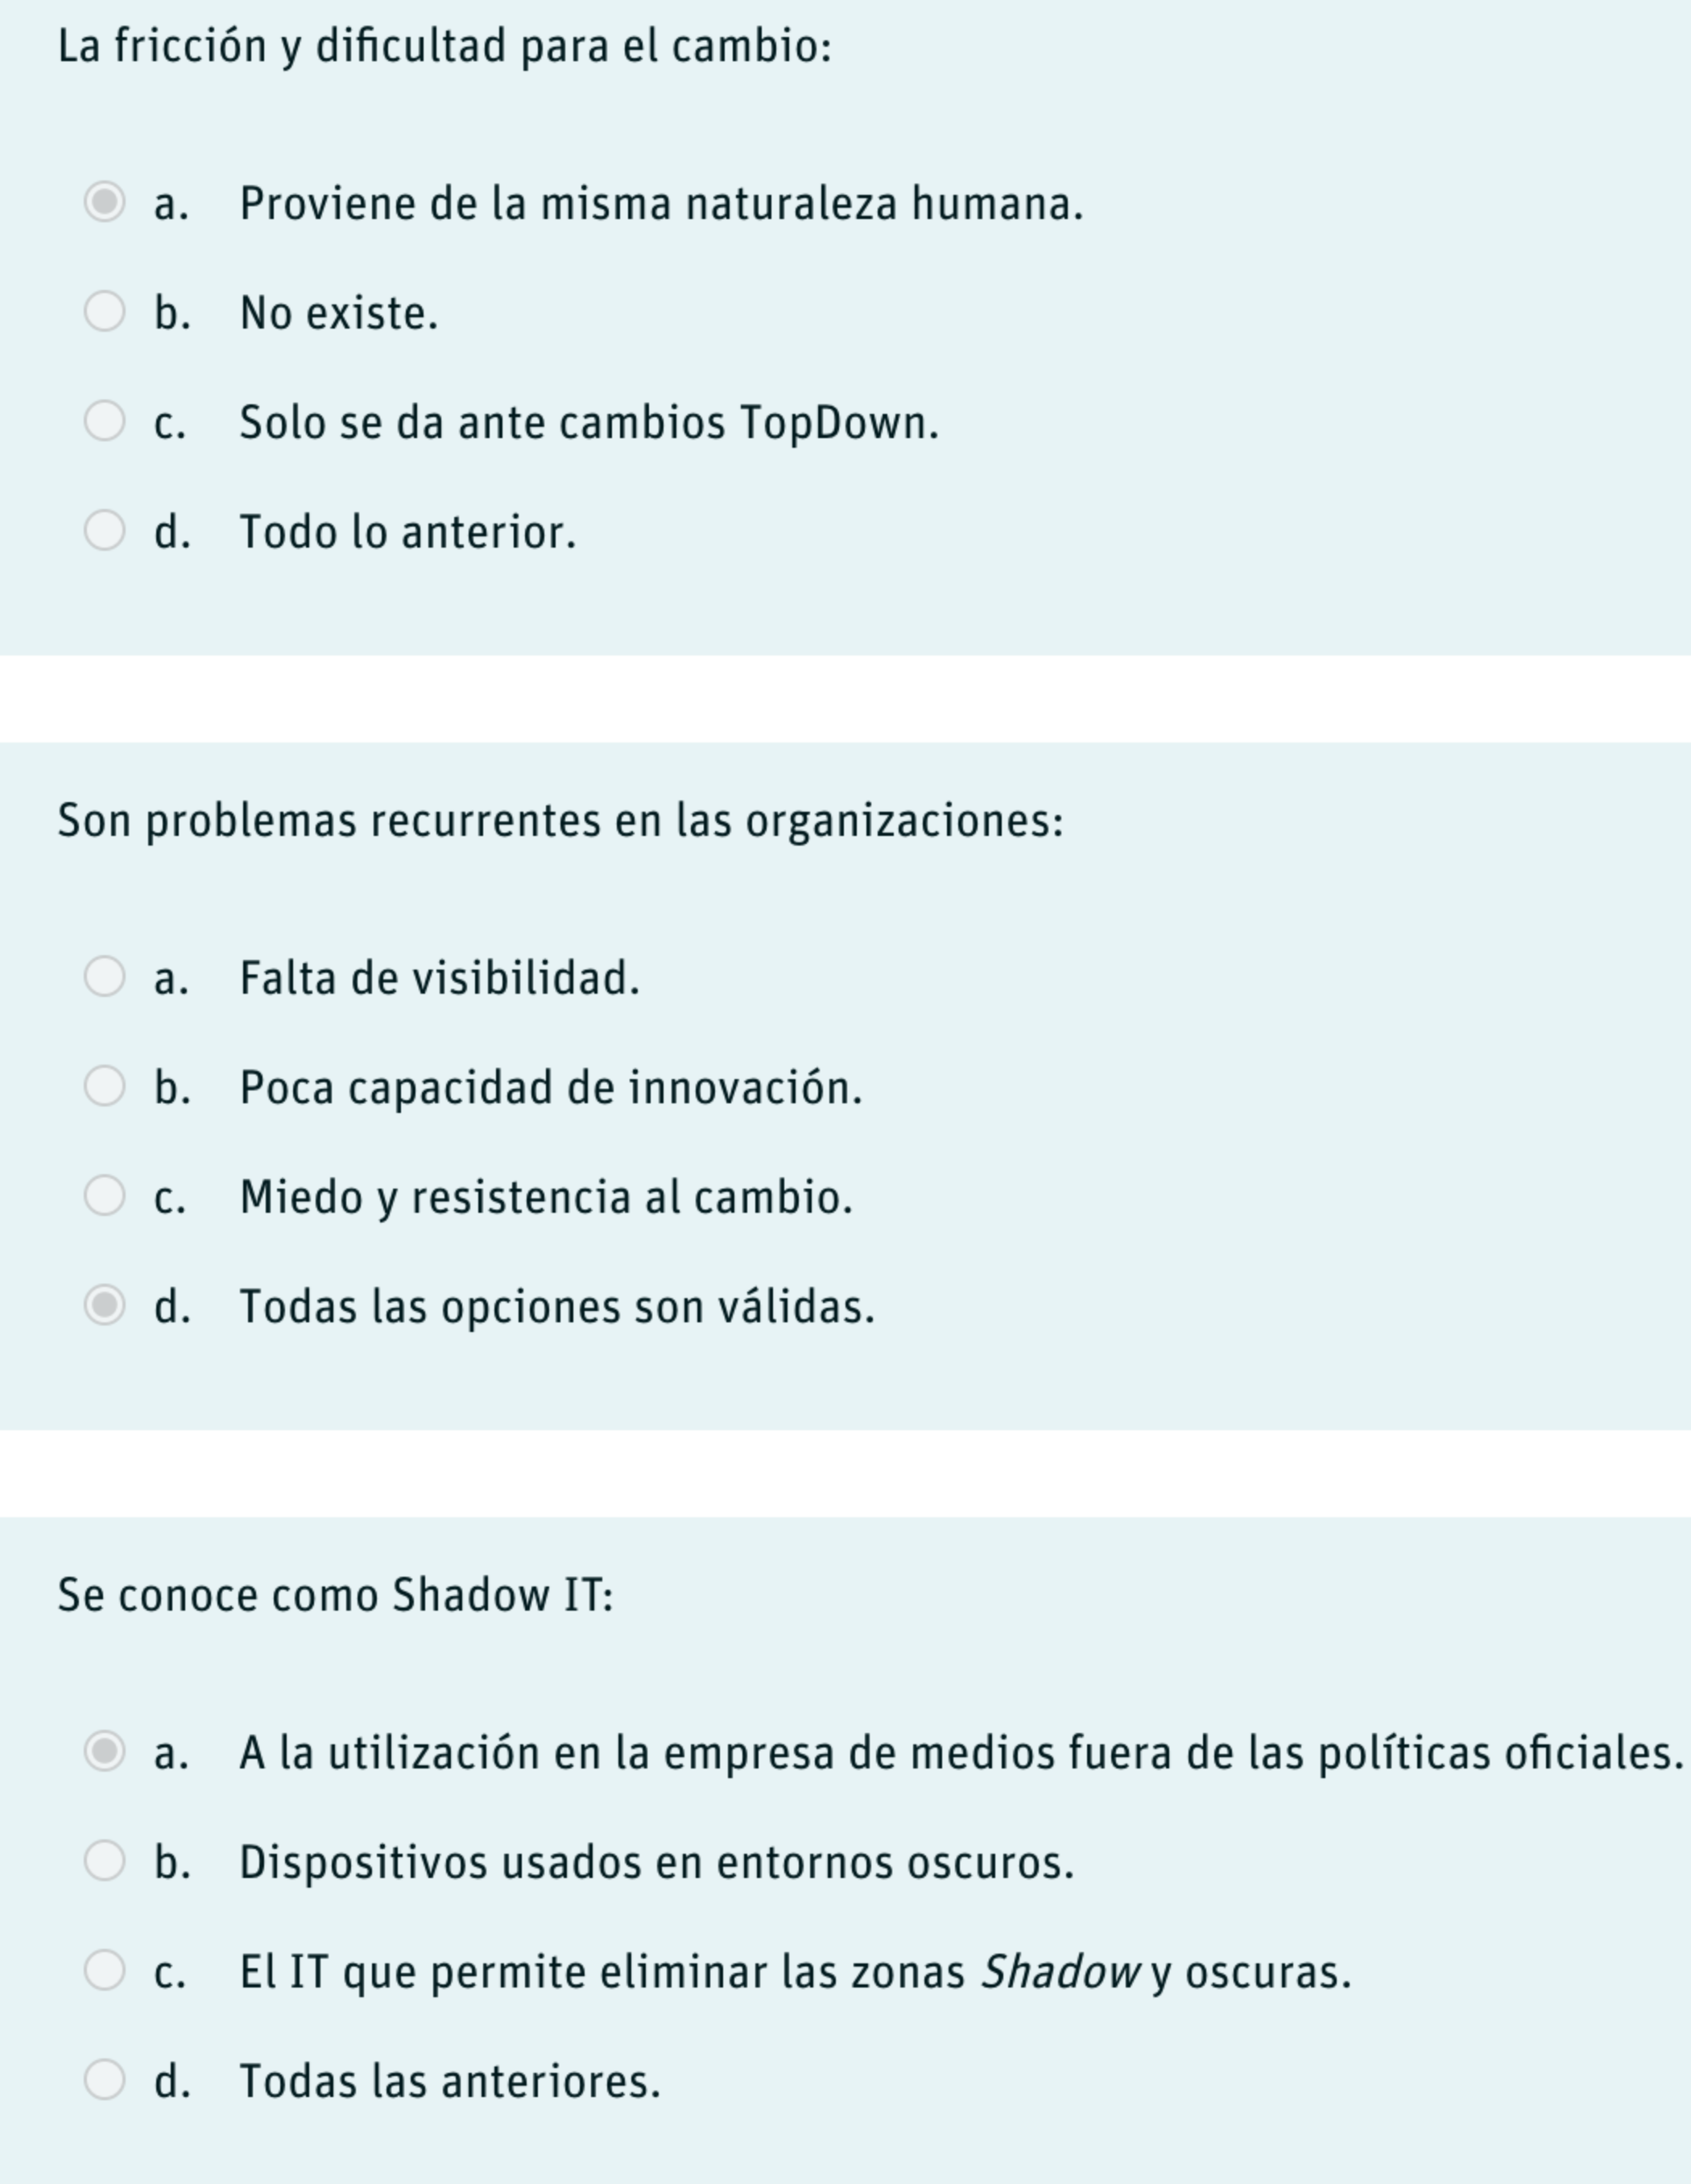 La fricción y dificultad para el cambio:
a. Proviene de la misma naturaleza humana.
b. No existe.
c. Solo se da ante cambios TopDown.
d. Todo lo anterior.
Son problemas recurrentes en las organizaciones:
a. Falta de visibilidad.
b. Poca capacidad de innovación.
c. Miedo y resistencia al cambio.
d. Todas las opciones son válidas.
Se conoce como Shadow IT:
a. A la utilización en la empresa de medios fuera de las políticas oficiales.
b. Dispositivos usados en entornos oscuros.
c. El IT que permite eliminar las zonas Shadow y oscuras.
d. Todas las anteriores.